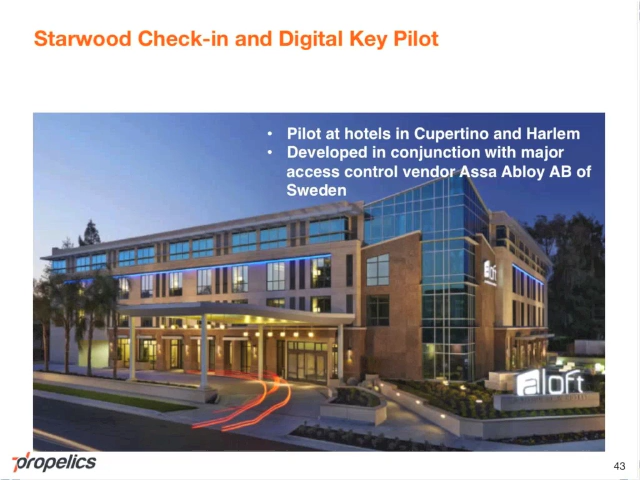 Starwood Check-in and Digital Key Pilot
• Pilot at hotels in Cupertino and Harlem
• Developed in conjunction with major
access control vendor Assa Abloy AB of
Sweden
aloft
aloft
propelics
43